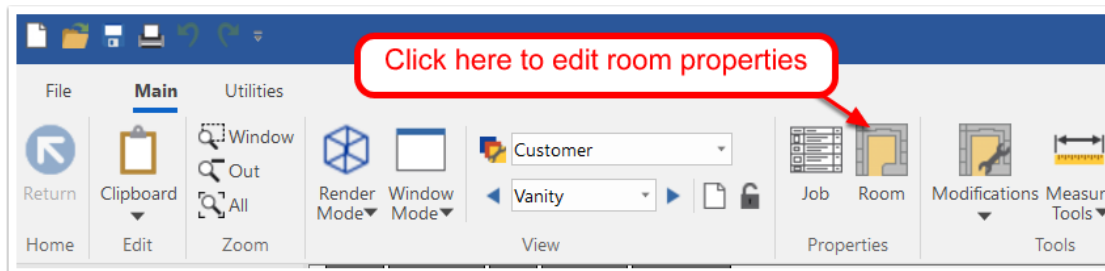 Click here to edit room properties
File Main Utilities
Window
Out
All
Customer
Vanity
Return Clipboard Render Mode Window Mode Job Room Modifications Measur Tools
Home Edit Zoom View Properties Tools